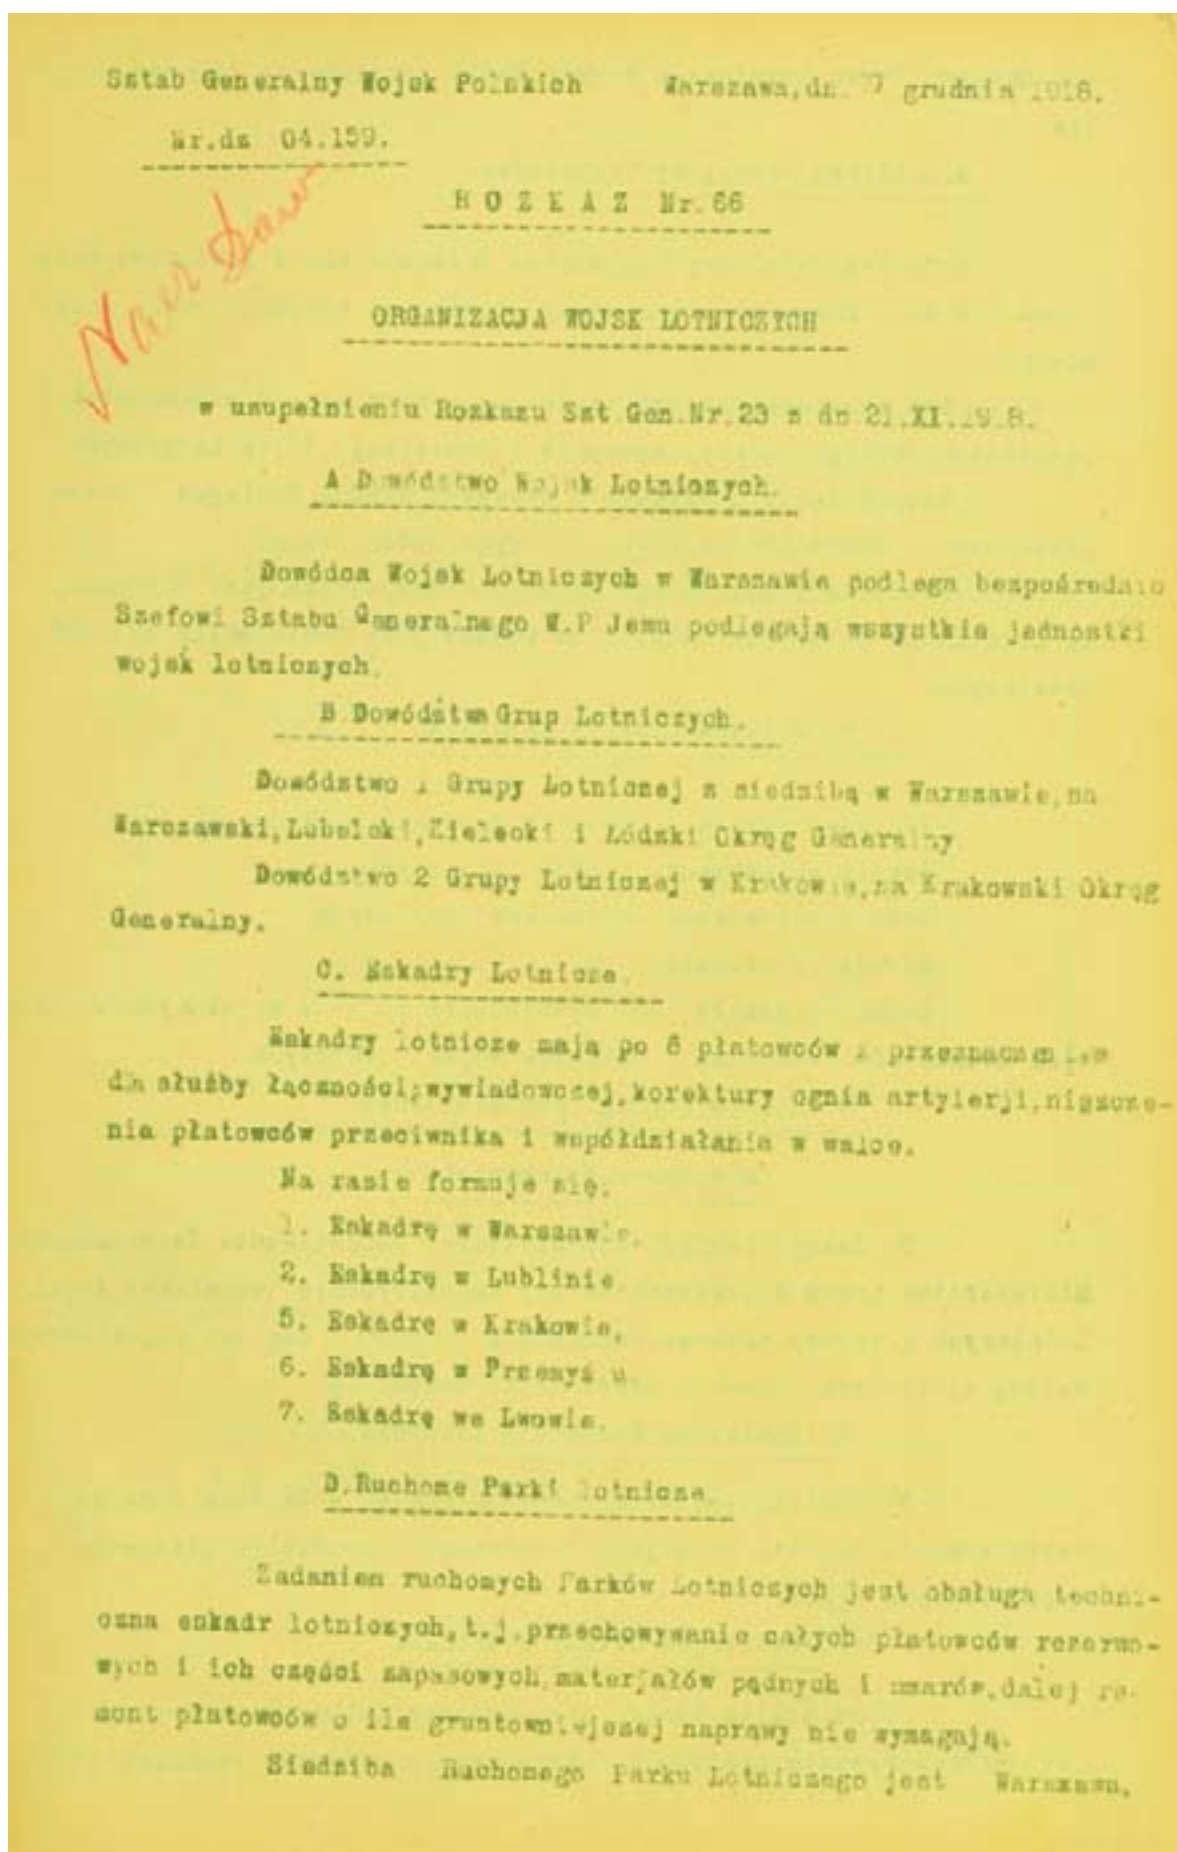 Sztab Generalny Wojsk Polskich Warszawa, dn. grudnia 1918.
Nr.dz 04.159.
ROZKAZ Nr.66
ORGANIZACJA WOJSK LOTNICZYCH
w uzupełnieniu Rozkazu Szt Gen.Nr.23 z dn 21.XI.1918.
A Dowództwo Wojsk Lotniczych.
Dowódca Wojsk Lotniczych w Warszawie podlega bezpośrednio
Szefowi Sztabu Generalnego W.P Jemu podlegają wszystkie jednostki
wojsk lotniczych.
B Dowództwa Grup Lotniczych.
Dowództwo 1 Grupy Lotniczej z siedzibą w Warszawie,na
Warszawski,Lubelski,Kielecki i Łódzki Okręg Generalny
Dowództwo 2 Grupy Lotniczej w Krakowie,na Krakowski Okręg
Generalny.
C. Eskadry Lotnicze.
Eskadry lotnicze mają po 6 płatowców z przeznaczeniem
dla służby łączności,wywiadowczej,korektury ognia artylerji,niszcze-
nia płatowców przeciwnika i współdziałania w walce.
Na razie formuje się.
1. Eskadrę w Warszawie.
2. Eskadrę w Lublinie
5. Eskadrę w Krakowie,
6. Eskadrę w Przemyślu
7. Eskadrę we Lwowie.
D.Ruchome Parki lotnicze.
Zadaniem ruchomych Parków Lotniczych jest obsługa techni-
czna eskadr lotniczych,t.j.przechowywanie całych płatowców rezerwo-
wych i ich części zapasowych,materjałów pędnych i smarów,dalej re-
mont płatowców o ile gruntowniejszej naprawy nie wymagają.
Siedziba Ruchomego Parku Lotniczego jest Warszawa.